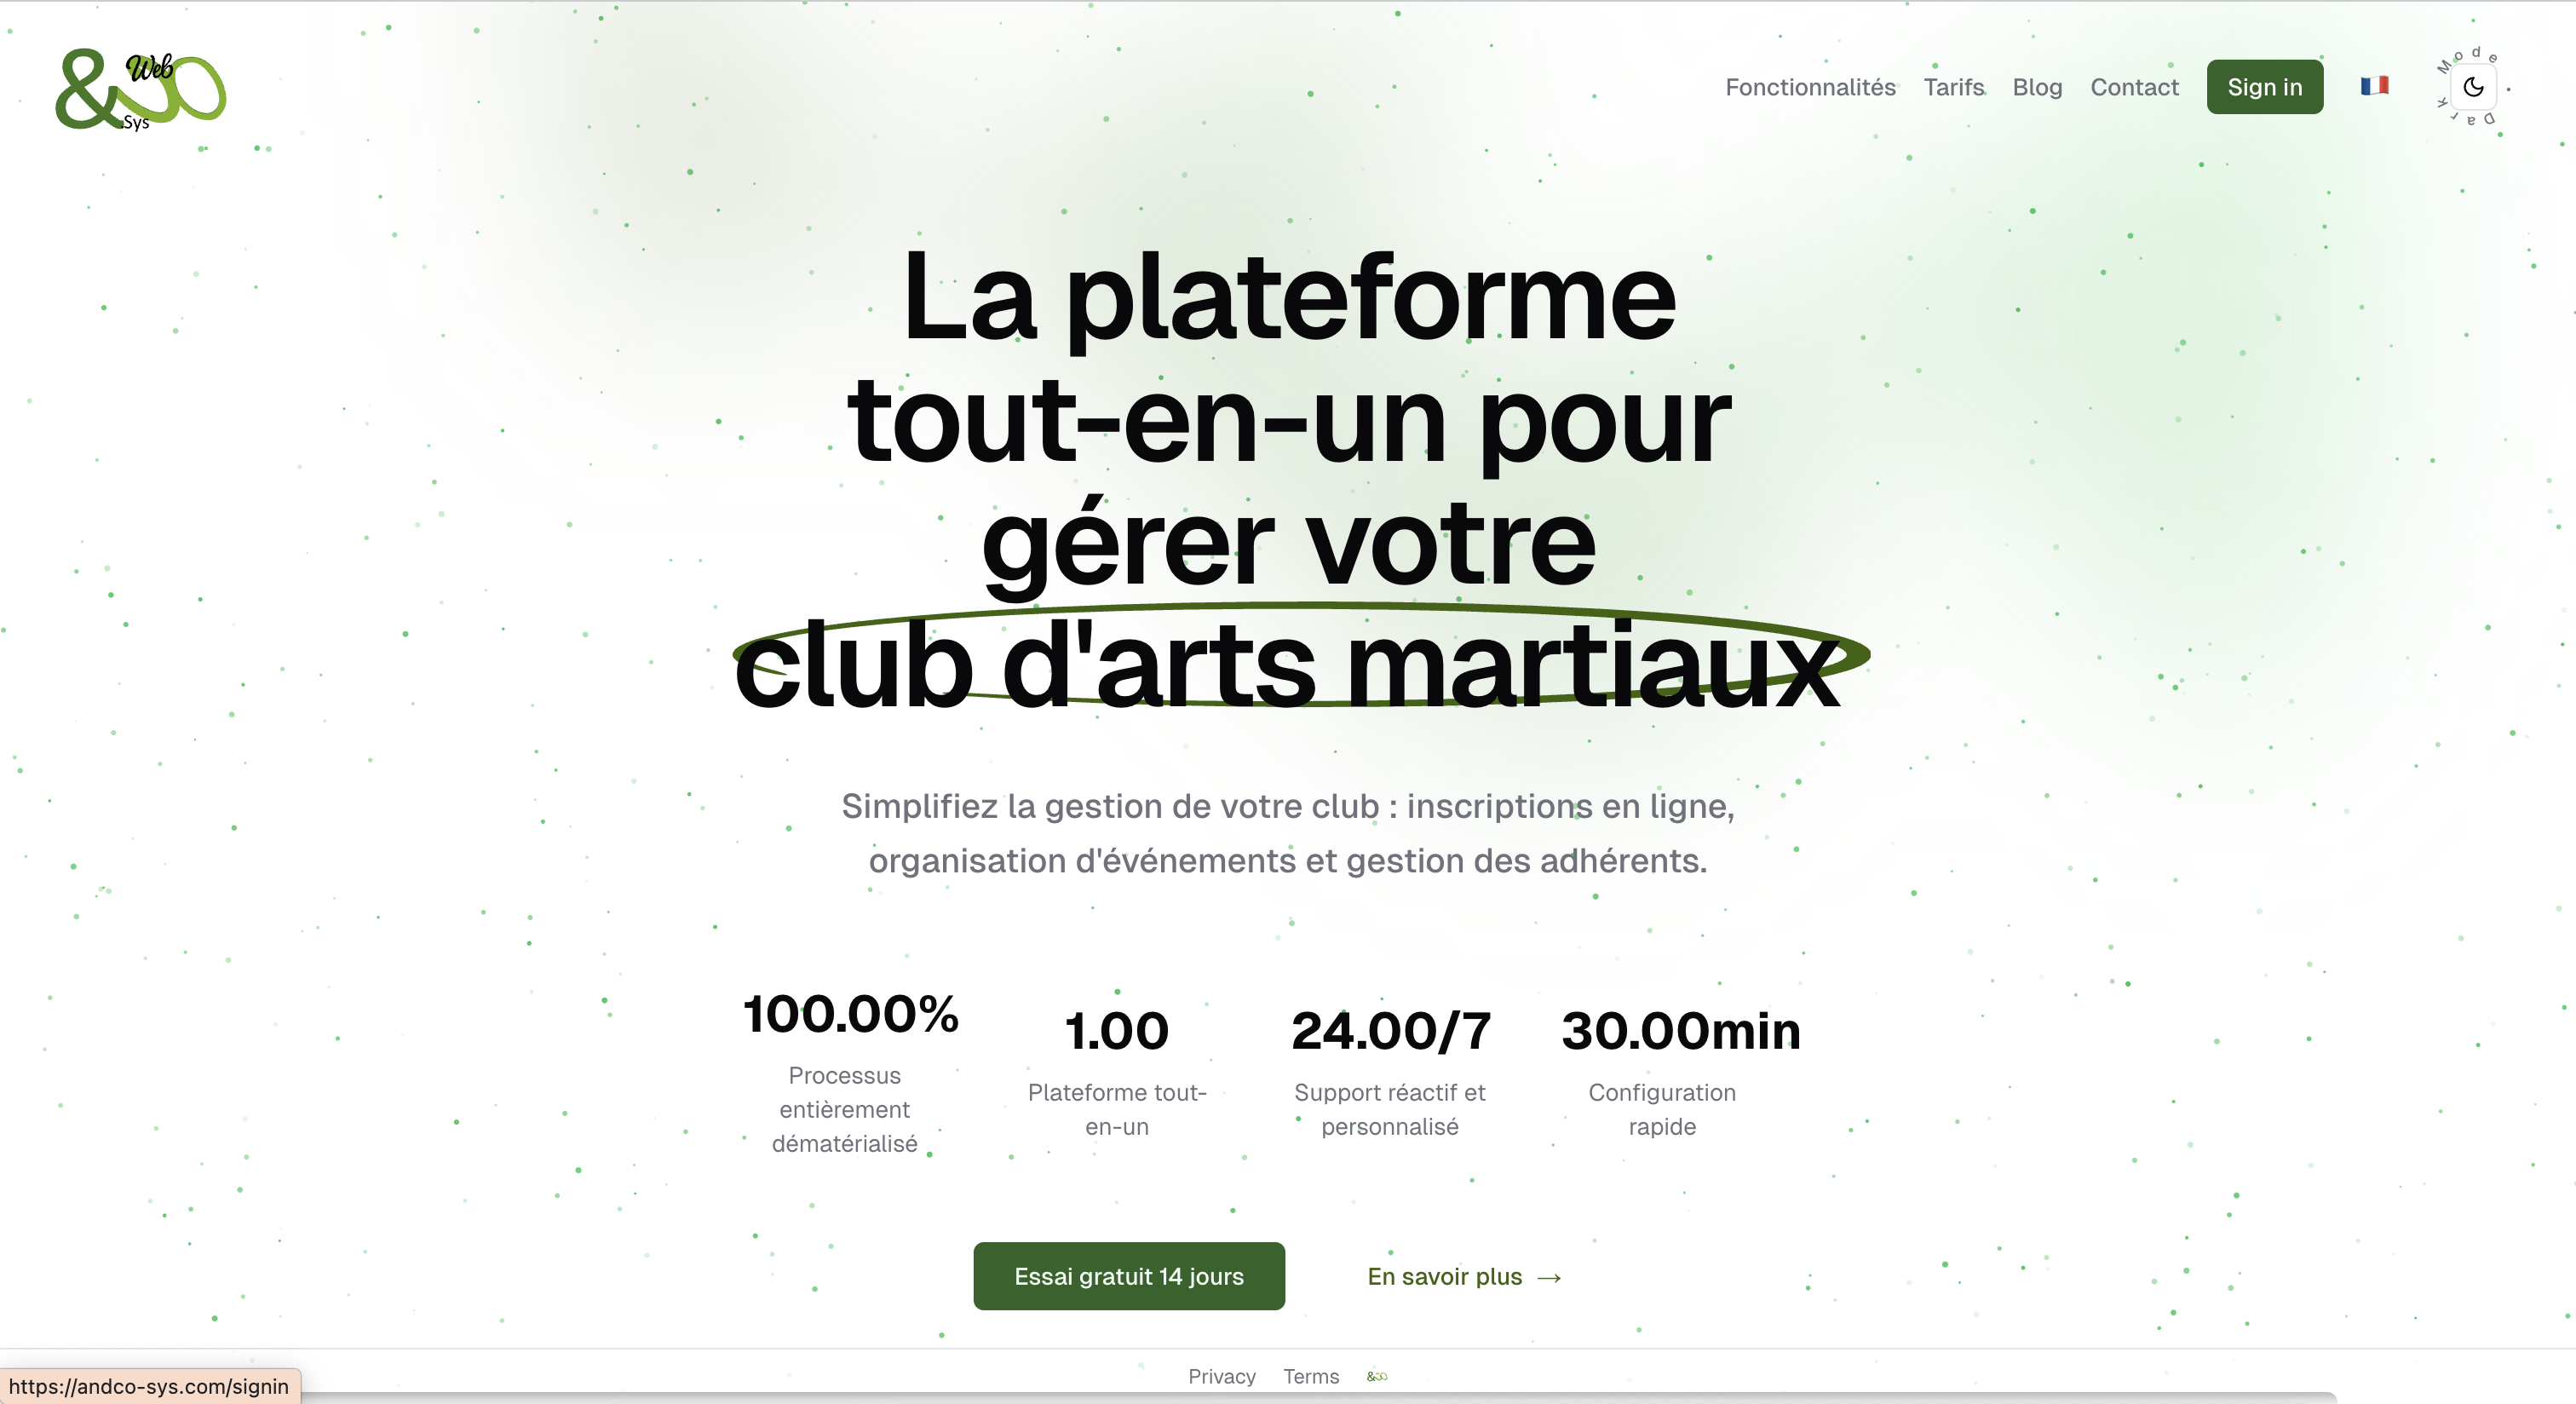 & Web
.Sys
Fonctionnalités Tarifs Blog Contact Sign in
Dark Mode •
La plateforme
tout-en-un pour
gérer votre
club d'arts martiaux
Simplifiez la gestion de votre club : inscriptions en ligne,
organisation d'événements et gestion des adhérents.
100.00%
Processus
entièrement
dématérialisé
1.00
Plateforme tout-
en-un
24.00/7
Support réactif et
personnalisé
30.00min
Configuration
rapide
Essai gratuit 14 jours
En savoir plus →
Privacy Terms
https://andco-sys.com/signin